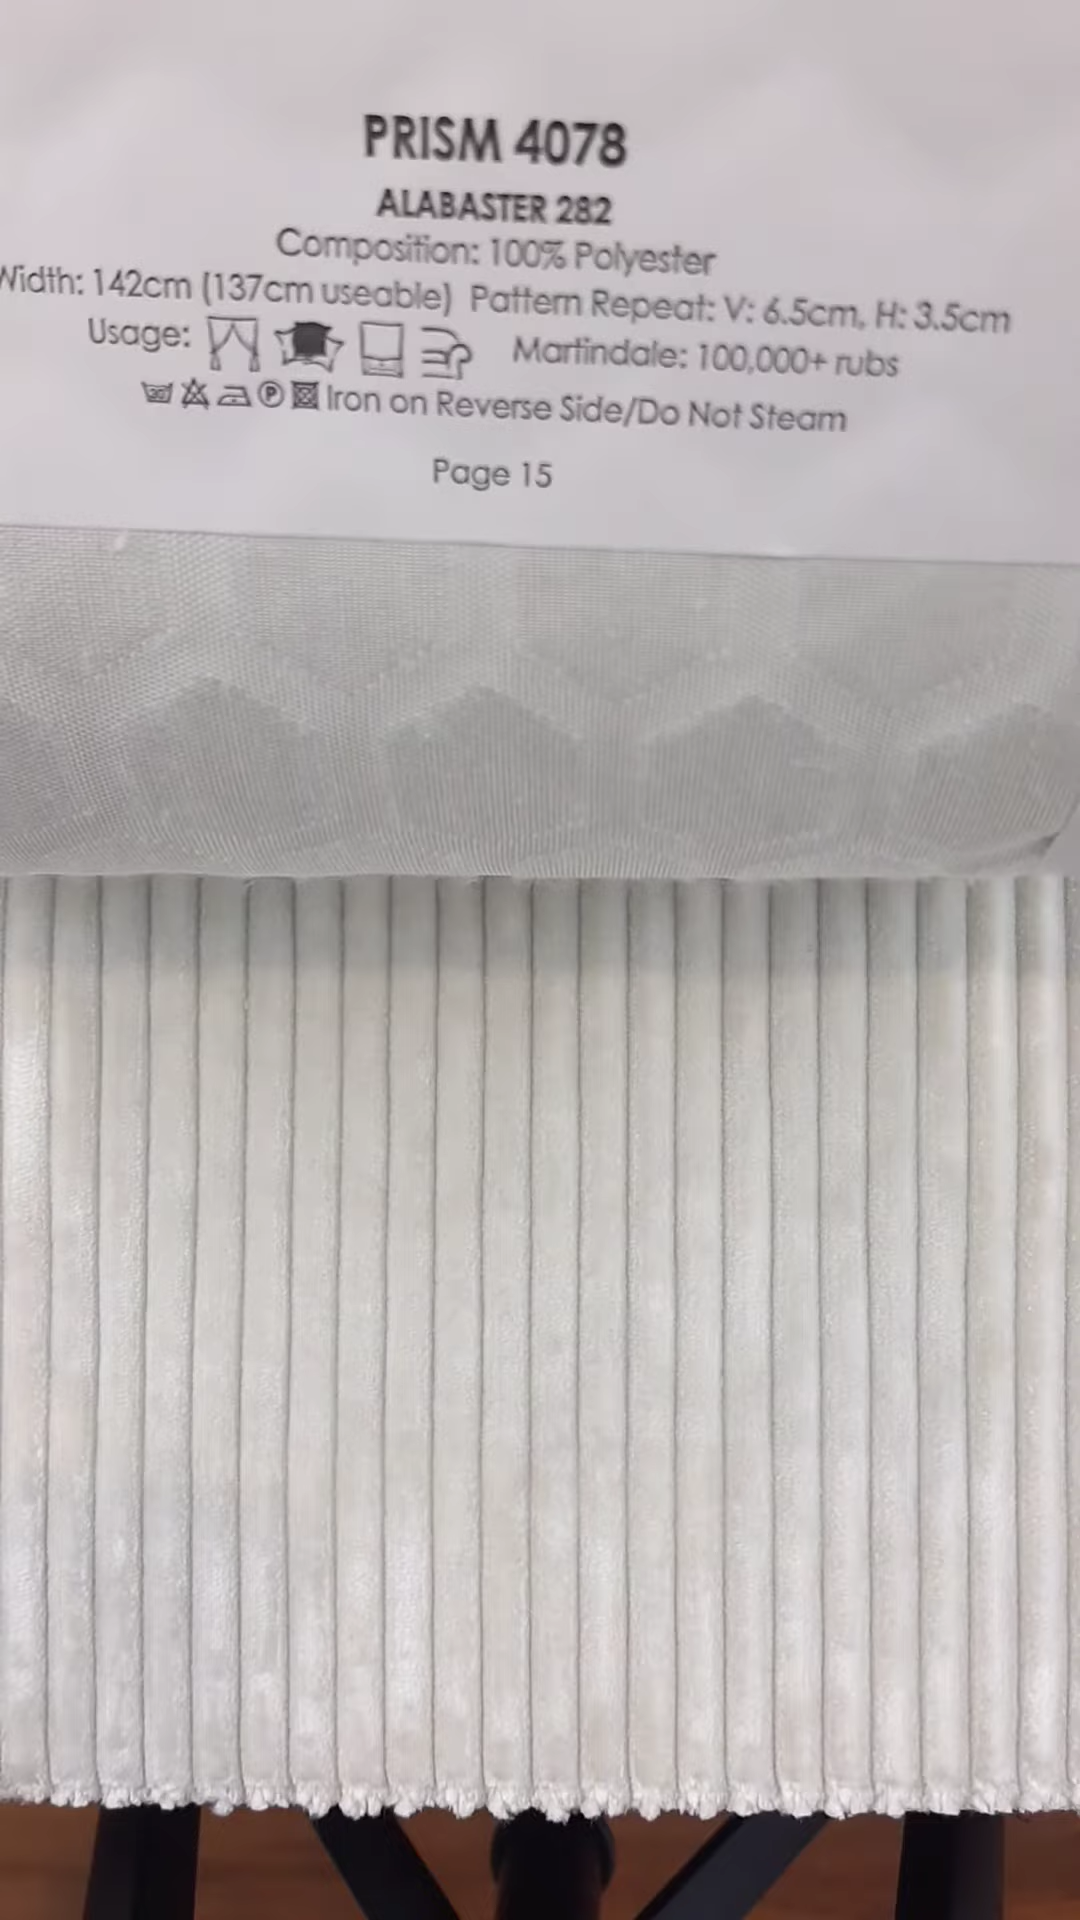 PRISM 4078
ALABASTER 282
Composition: 100% Polyester
Width: 142cm (137cm useable) Pattern Repeat: V: 6.5cm, H: 3.5cm
Usage: Martindale: 100,000+ rubs
30 P Iron on Reverse Side/Do Not Steam
Page 15